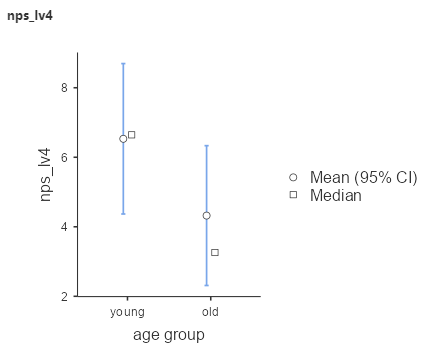 nps_lv4
8
6
4
2
nps_lv4
young
old
age group
Mean (95% CI)
Median